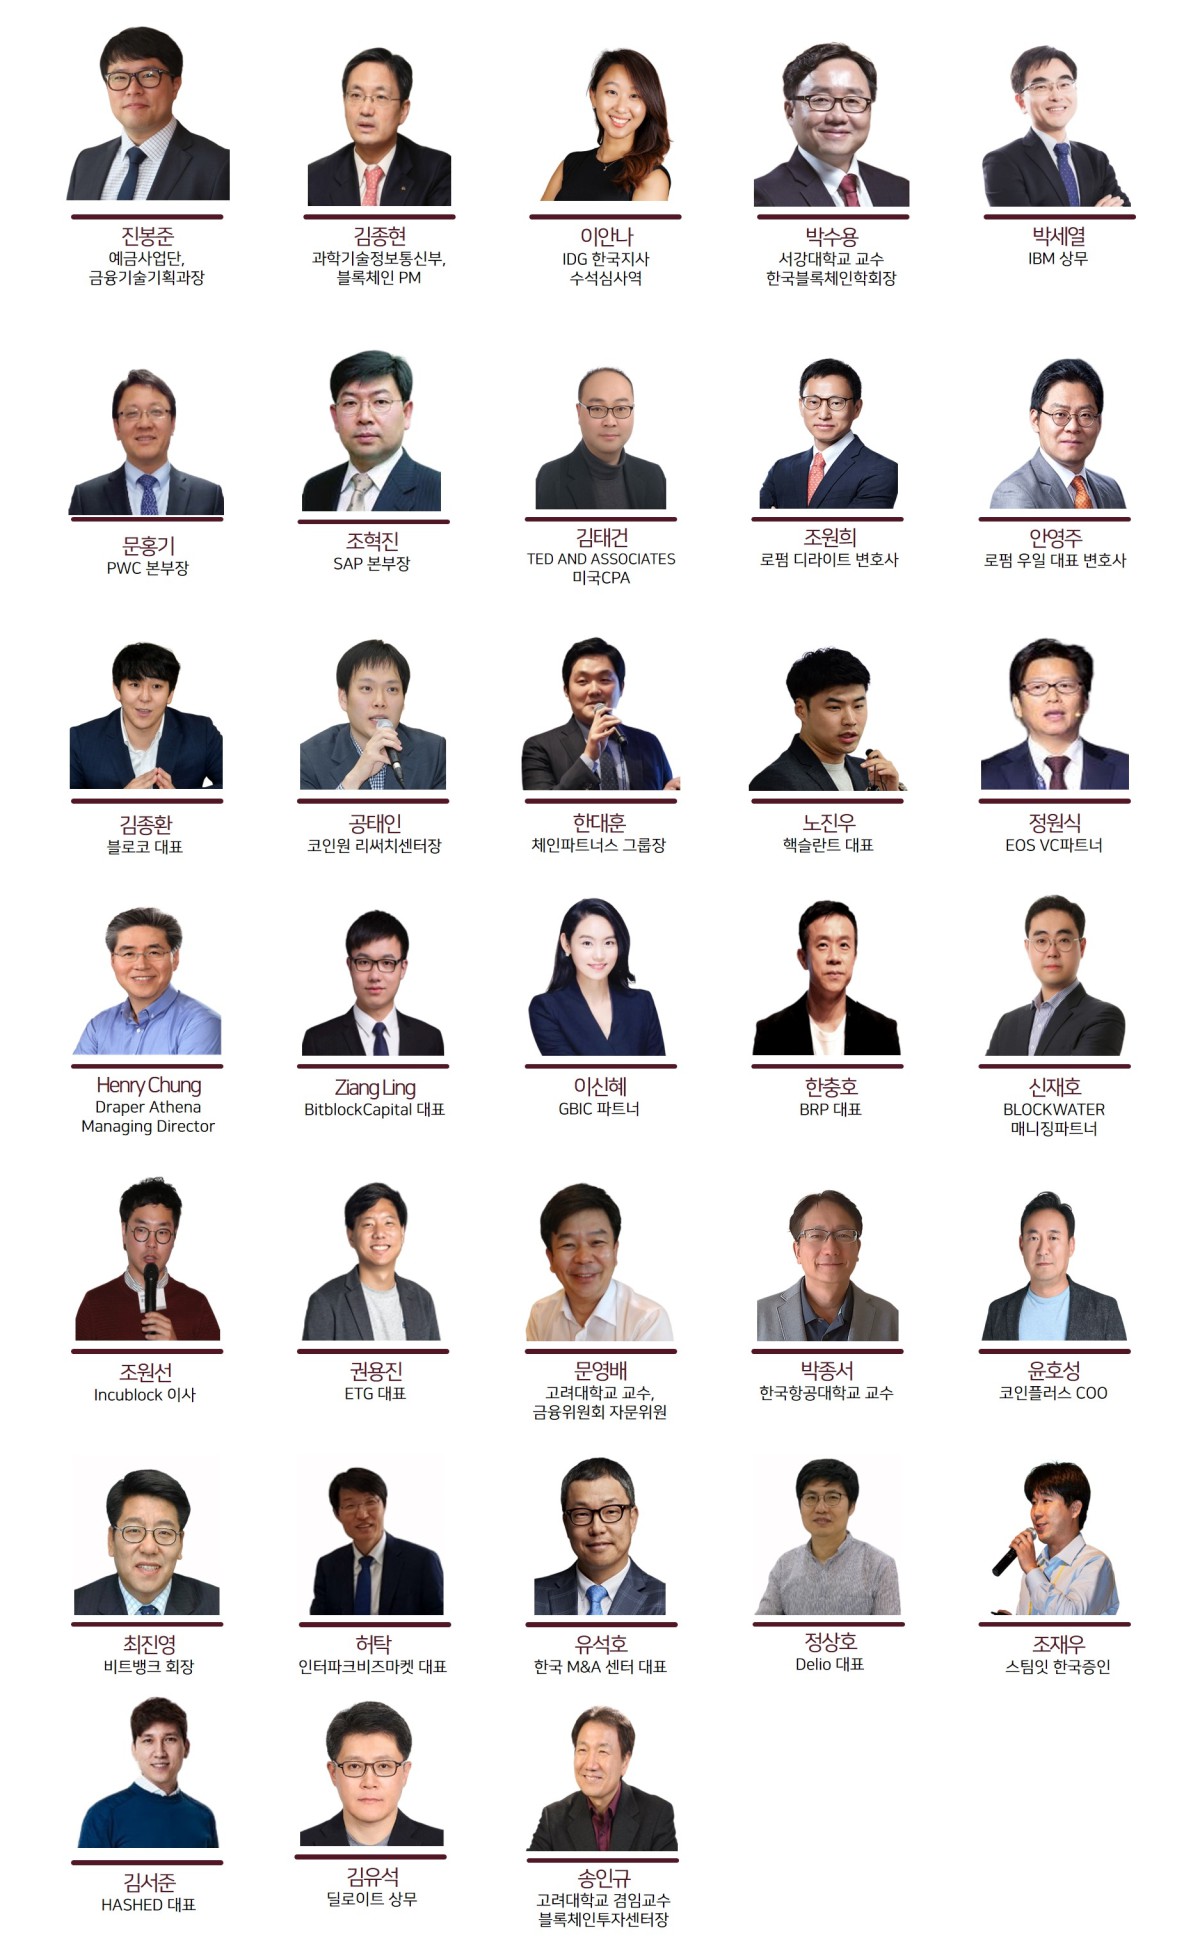 진봉준
예금사업단,
금융기술기획과장
김종현
과학기술정보통신부,
블록체인 PM
이안나
IDG 한국지사
수석심사역
박수용
서강대학교 교수
한국블록체인학회장
박세열
IBM 상무
문홍기
PWC 본부장
조혁진
SAP 본부장
김태건
TED AND ASSOCIATES
미국CPA
조원희
로펌 디라이트 변호사
안영주
로펌 우일 대표 변호사
김종환
블로코 대표
공태인
코인원 리써치센터장
한대훈
체인파트너스 그룹장
노진우
핵슬란트 대표
정원식
EOS VC파트너
Henry Chung
Draper Athena
Managing Director
Ziang Ling
BitblockCapital 대표
이신혜
GBIC 파트너
한충호
BRP 대표
신재호
BLOCKWATER
매니징파트너
조원선
Incublock 이사
권용진
ETG 대표
문영배
고려대학교 교수,
금융위원회 자문위원
박종서
한국항공대학교 교수
윤호성
코인플러스 COO
최진영
비트뱅크 회장
허탁
인터파크비즈마켓 대표
유석호
한국 M&A 센터 대표
정상호
Delio 대표
조재우
스팀잇 한국증인
김서준
HASHED 대표
김유석
딜로이트 상무
송인규
고려대학교 겸임교수
블록체인투자센터장